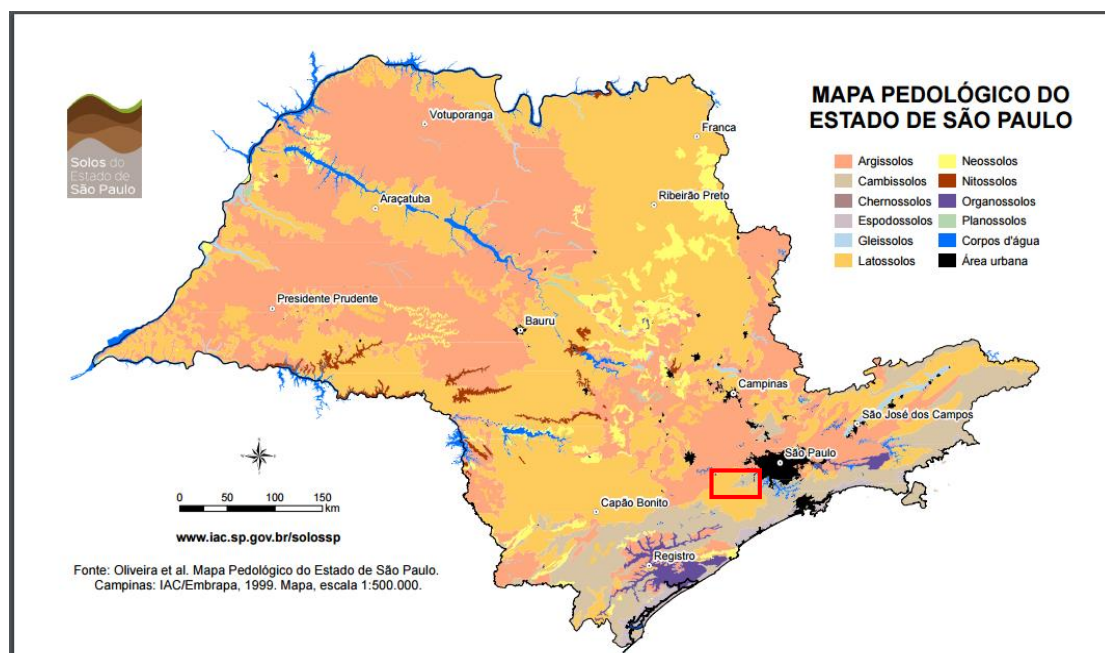 MAPA PEDOLÓGICO DO
ESTADO DE SÃO PAULO
Solos do
Estado de
São Paulo
Argissolos
Cambissolos
Chernossolos
Espodossolos
Gleissolos
Latossolos
Neossolos
Nitossolos
Organossolos
Planossolos
Corpos d'água
Área urbana
Votuporanga
Franca
Araçatuba
Ribeirão Preto
Presidente Prudente
Bauru
Campinas
São José dos Campos
São Paulo
Capão Bonito
Registro
0 50 100 150
km
www.iac.sp.gov.br/solossp
Fonte: Oliveira et al. Mapa Pedológico do Estado de São Paulo.
Campinas: IAC/Embrapa, 1999. Mapa, escala 1:500.000.